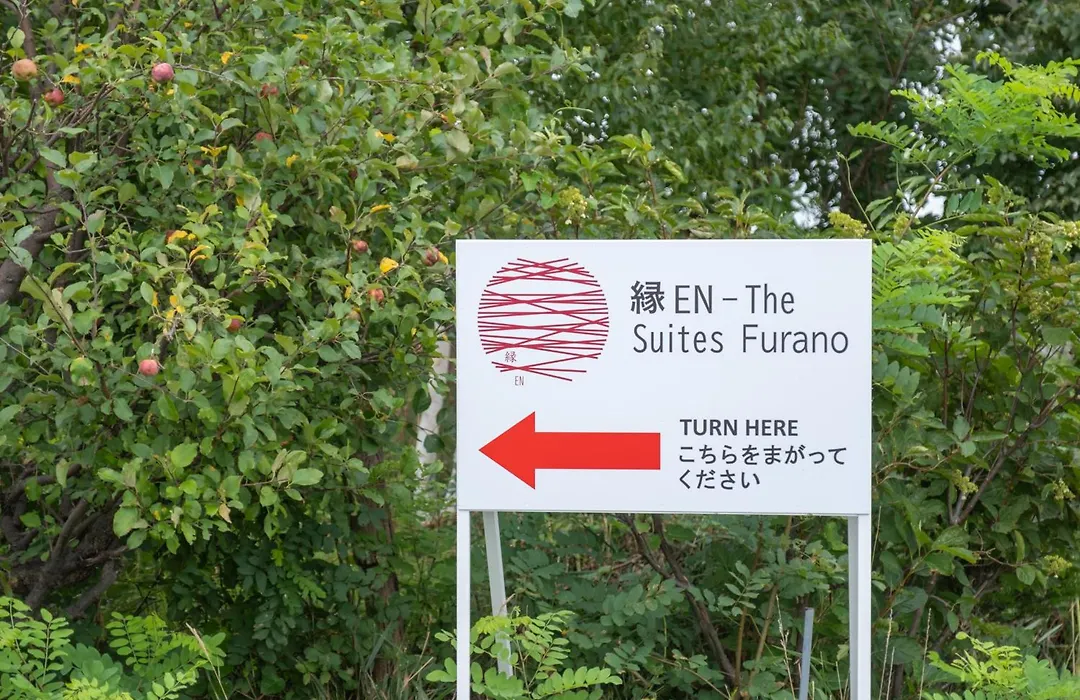 縁 EN – The
Suites Furano
縁
EN
TURN HERE
こちらをまがって
ください